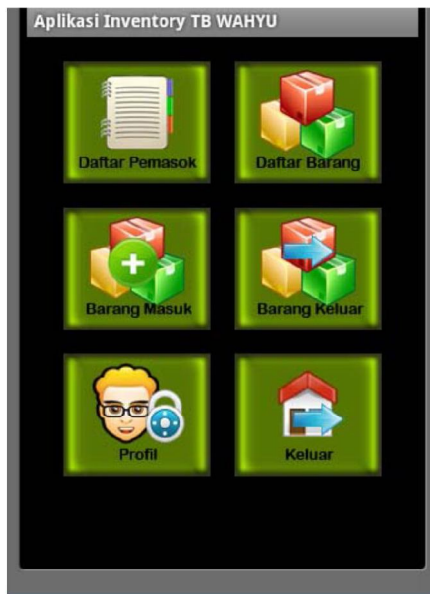 Aplikasi Inventory TB WAHYU
Daftar Pemasok
Daftar Barang
Barang Masuk
Barang Keluar
Profil
Keluar